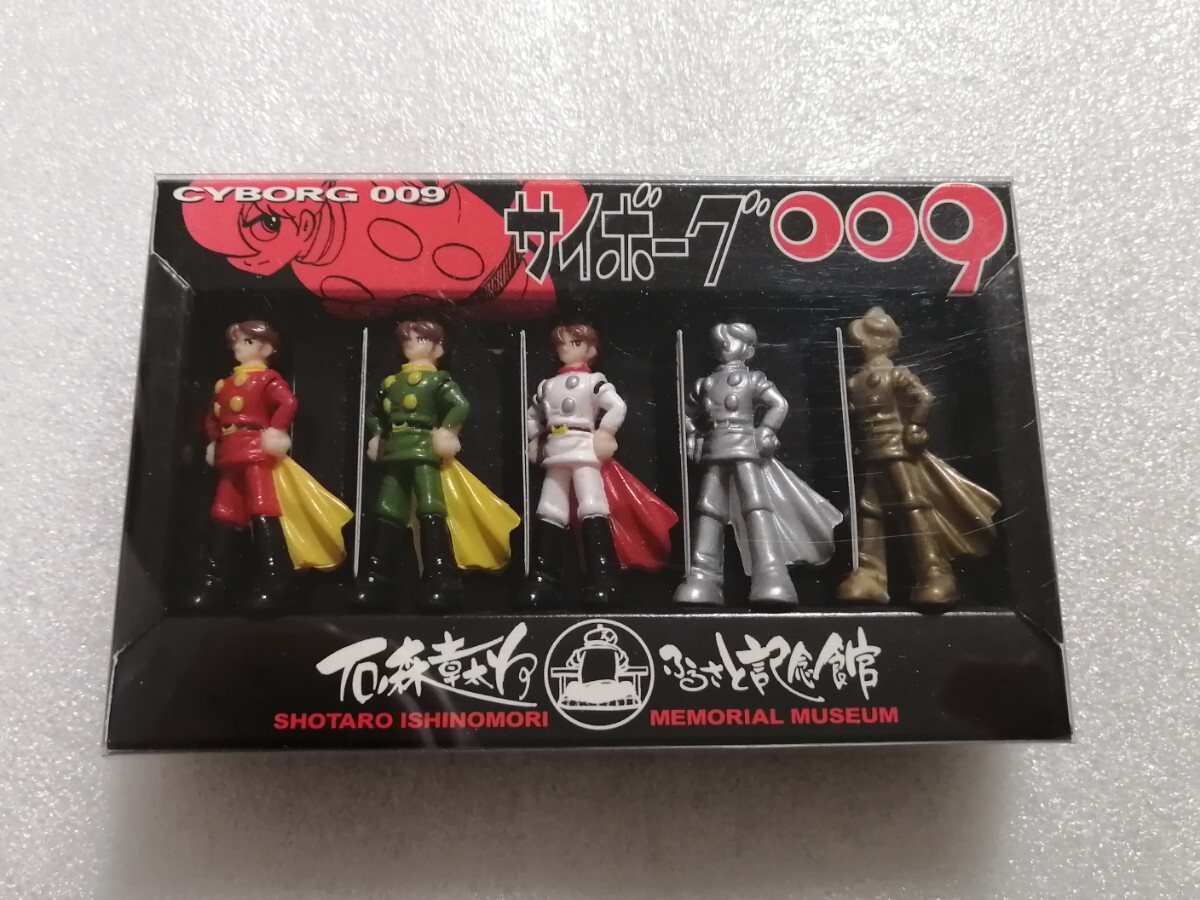 CYBORG 009
サイボーグ009
石ノ森章太郎 ふるさと記念館
SHOTARO ISHINOMORI MEMORIAL MUSEUM